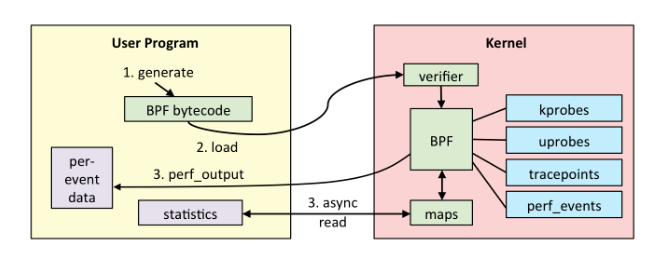 User Program
1. generate
BPF bytecode
2. load
per-
event
data
3. perf_output
statistics
3. async
read
Kernel
verifier
BPF
maps
kprobes
uprobes
tracepoints
perf_events